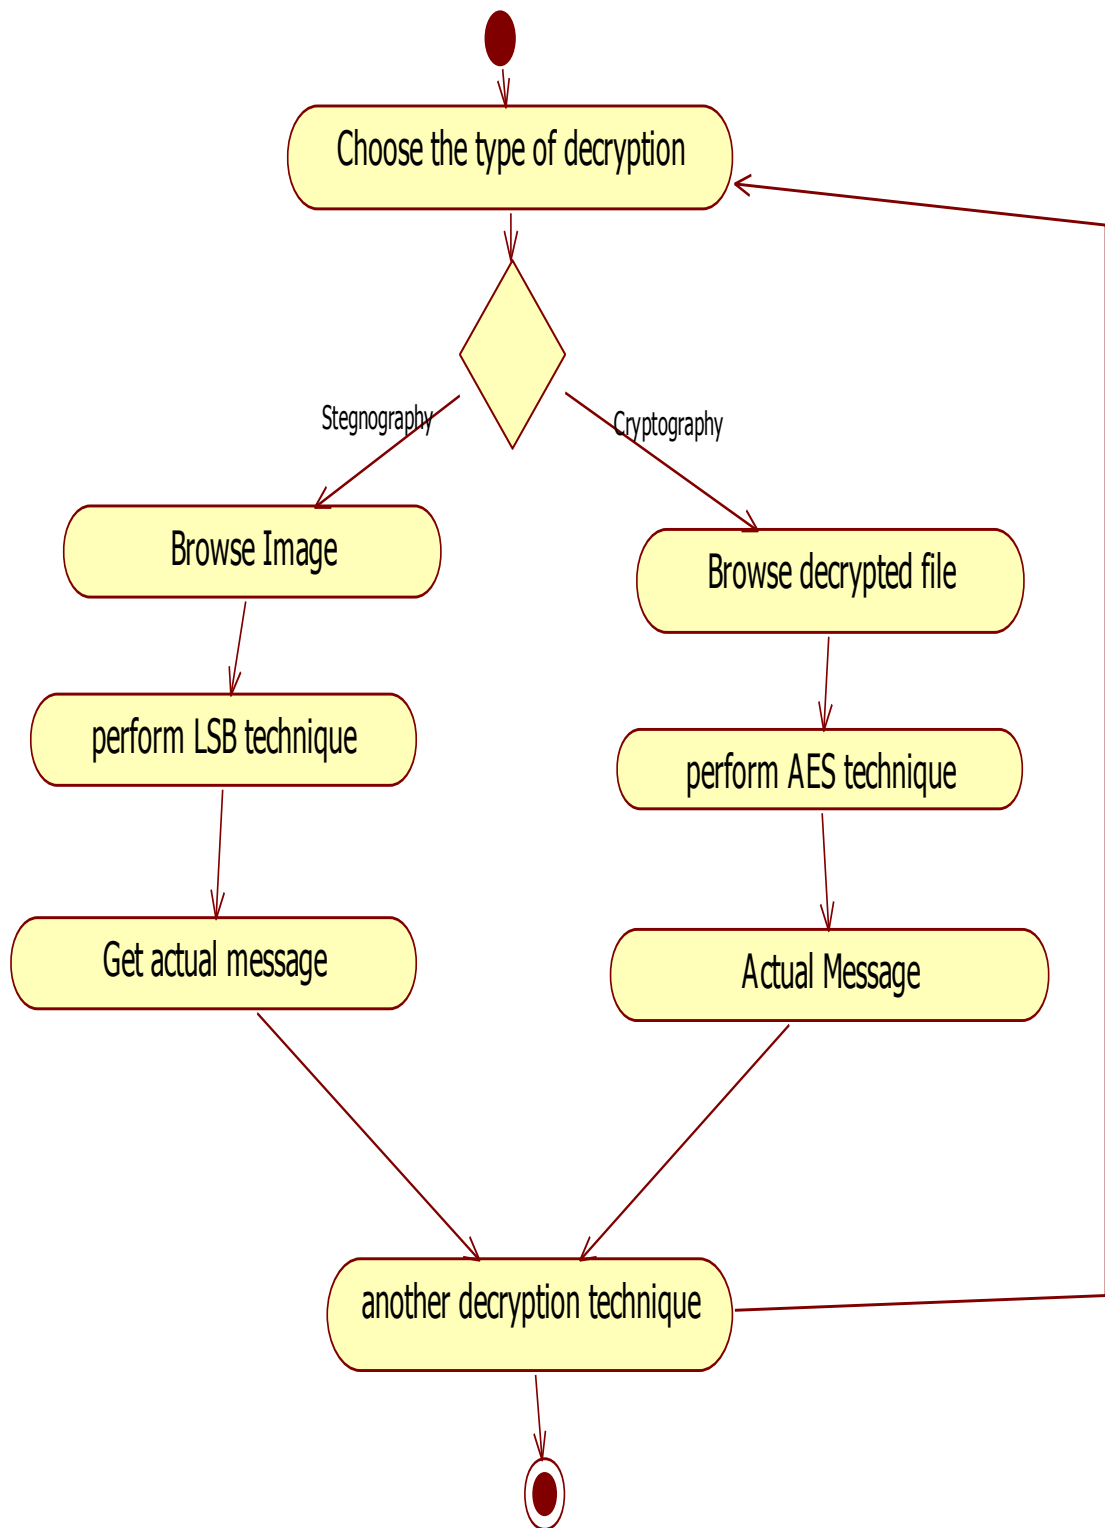 Choose the type of decryption
Stegnography
Cryptography
Browse Image
Browse decrypted file
perform LSB technique
perform AES technique
Get actual message
Actual Message
another decryption technique